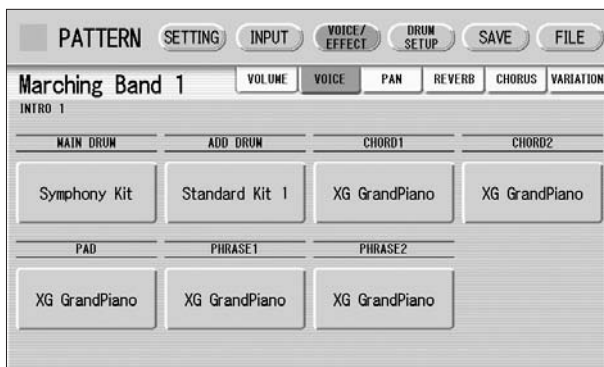 PATTERN SETTING INPUT VOICE/ EFFECT DRUM SETUP SAVE FILE
Marching Band 1 VOLUME VOICE PAN REVERB CHORUS VARIATION
INTRO 1
MAIN DRUM ADD DRUM CHORD1 CHORD2
Symphony Kit Standard Kit 1 XG GrandPiano XG GrandPiano
PAD PHRASE1 PHRASE2
XG GrandPiano XG GrandPiano XG GrandPiano